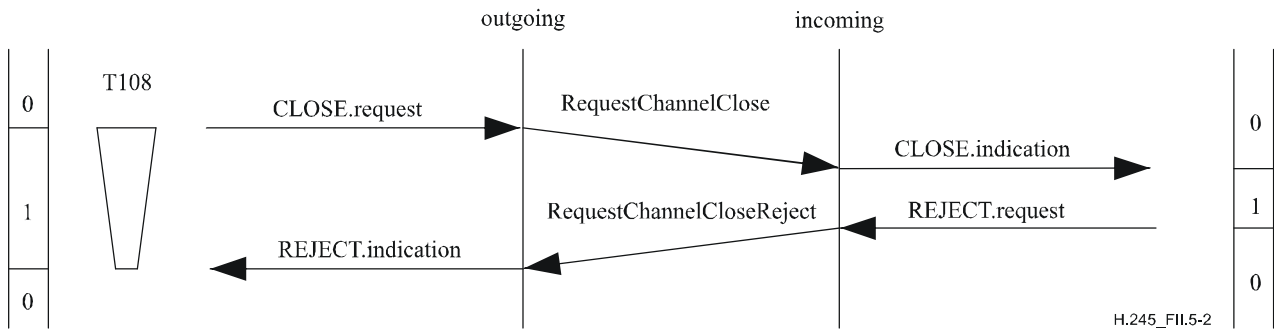 outgoing
incoming
T108
0
CLOSE.request
RequestChannelClose
0
CLOSE.indication
1
RequestChannelCloseReject
REJECT.request
1
REJECT.indication
0
0
H.245_FII.5-2